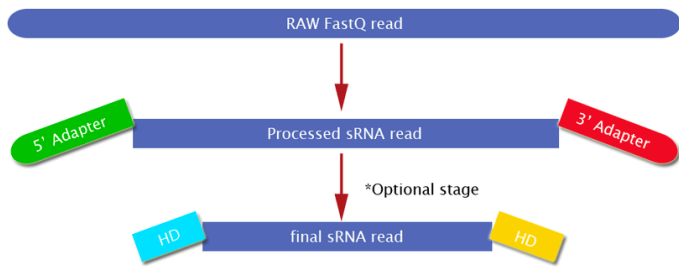 RAW FastQ read
5' Adapter
Processed sRNA read
3' Adapter
*Optional stage
HD
final sRNA read
HD